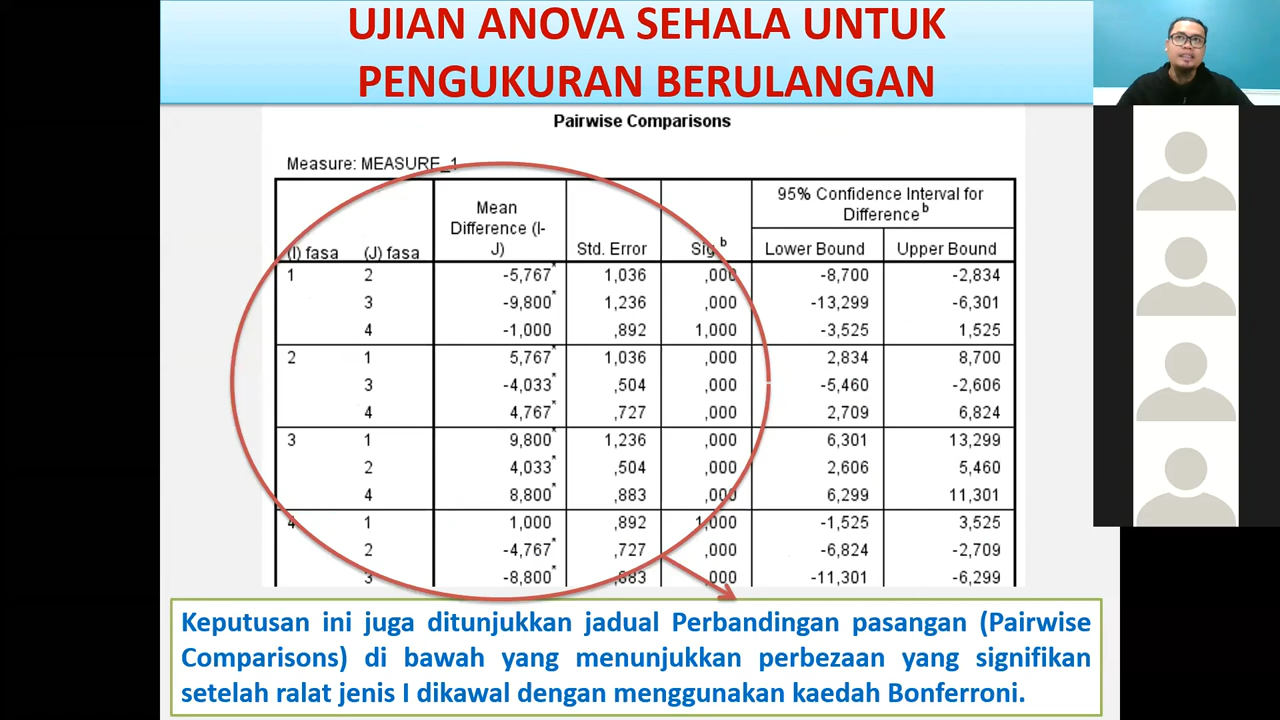 UJIAN ANOVA SEHALA UNTUK
PENGUKURAN BERULANGAN
Pairwise Comparisons
Measure: MEASURE_1
(I) fasa (J) fasa Mean Difference (I-J) Std. Error Sig.b 95% Confidence Interval for Differenceb
Lower Bound Upper Bound
1 2 -5,767* 1,036 ,000 -8,700 -2,834
3 -9,800* 1,236 ,000 -13,299 -6,301
4 -1,000 ,892 1,000 -3,525 1,525
2 1 5,767* 1,036 ,000 2,834 8,700
3 -4,033* ,504 ,000 -5,460 -2,606
4 4,767* ,727 ,000 2,709 6,824
3 1 9,800* 1,236 ,000 6,301 13,299
2 4,033* ,504 ,000 2,606 5,460
4 8,800* ,883 ,000 6,299 11,301
4 1 1,000 ,892 1,000 -1,525 3,525
2 -4,767* ,727 ,000 -6,824 -2,709
3 -8,800* ,883 ,000 -11,301 -6,299
Keputusan ini juga ditunjukkan jadual Perbandingan pasangan (Pairwise
Comparisons) di bawah yang menunjukkan perbezaan yang signifikan
setelah ralat jenis I dikawal dengan menggunakan kaedah Bonferroni.